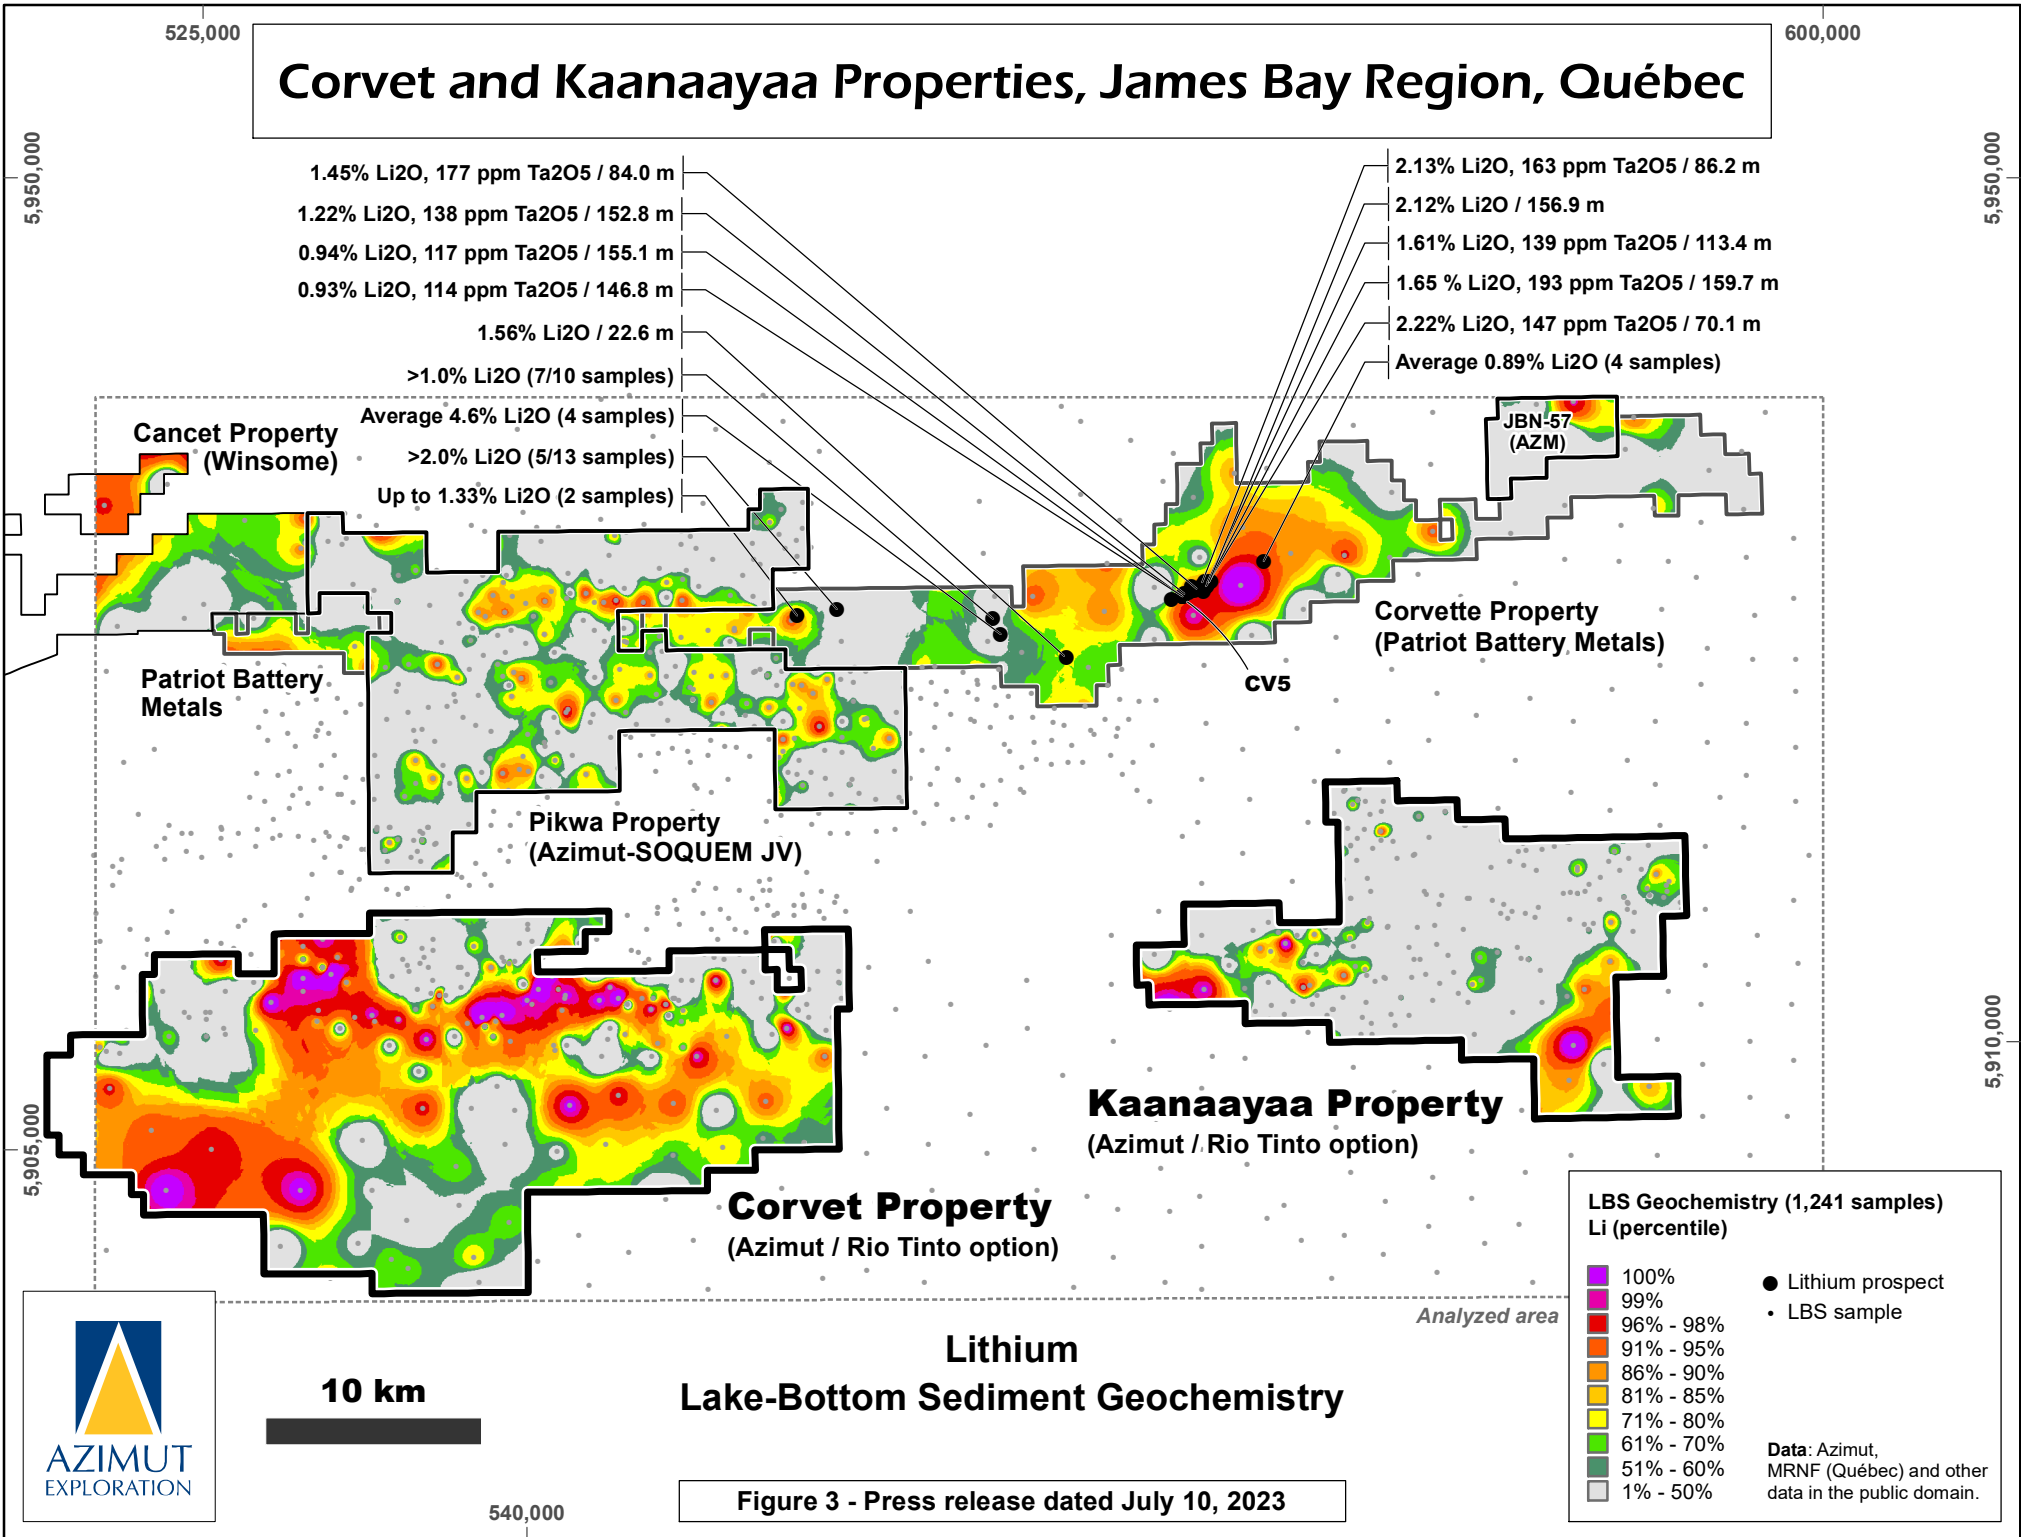 525,000
600,000
Corvet and Kaanaayaa Properties, James Bay Region, Québec
5,950,000
5,950,000
1.45% Li2O, 177 ppm Ta2O5 / 84.0 m
1.22% Li2O, 138 ppm Ta2O5 / 152.8 m
0.94% Li2O, 117 ppm Ta2O5 / 155.1 m
0.93% Li2O, 114 ppm Ta2O5 / 146.8 m
1.56% Li2O / 22.6 m
>1.0% Li2O (7/10 samples)
Average 4.6% Li2O (4 samples)
>2.0% Li2O (5/13 samples)
Up to 1.33% Li2O (2 samples)
2.13% Li2O, 163 ppm Ta2O5 / 86.2 m
2.12% Li2O / 156.9 m
1.61% Li2O, 139 ppm Ta2O5 / 113.4 m
1.65 % Li2O, 193 ppm Ta2O5 / 159.7 m
2.22% Li2O, 147 ppm Ta2O5 / 70.1 m
Average 0.89% Li2O (4 samples)
Cancet Property
(Winsome)
JBN-57
(AZM)
Corvette Property
(Patriot Battery Metals)
CV5
Patriot Battery
Metals
Pikwa Property
(Azimut-SOQUEM JV)
5,910,000
Kaanaayaa Property
(Azimut / Rio Tinto option)
5,905,000
Corvet Property
(Azimut / Rio Tinto option)
LBS Geochemistry (1,241 samples)
Li (percentile)
100%
99%
96% - 98%
91% - 95%
86% - 90%
81% - 85%
71% - 80%
61% - 70%
51% - 60%
1% - 50%
Lithium prospect
LBS sample
Data: Azimut,
MRNF (Québec) and other
data in the public domain.
Analyzed area
Lithium
Lake-Bottom Sediment Geochemistry
10 km
AZIMUT
EXPLORATION
Figure 3 - Press release dated July 10, 2023
540,000